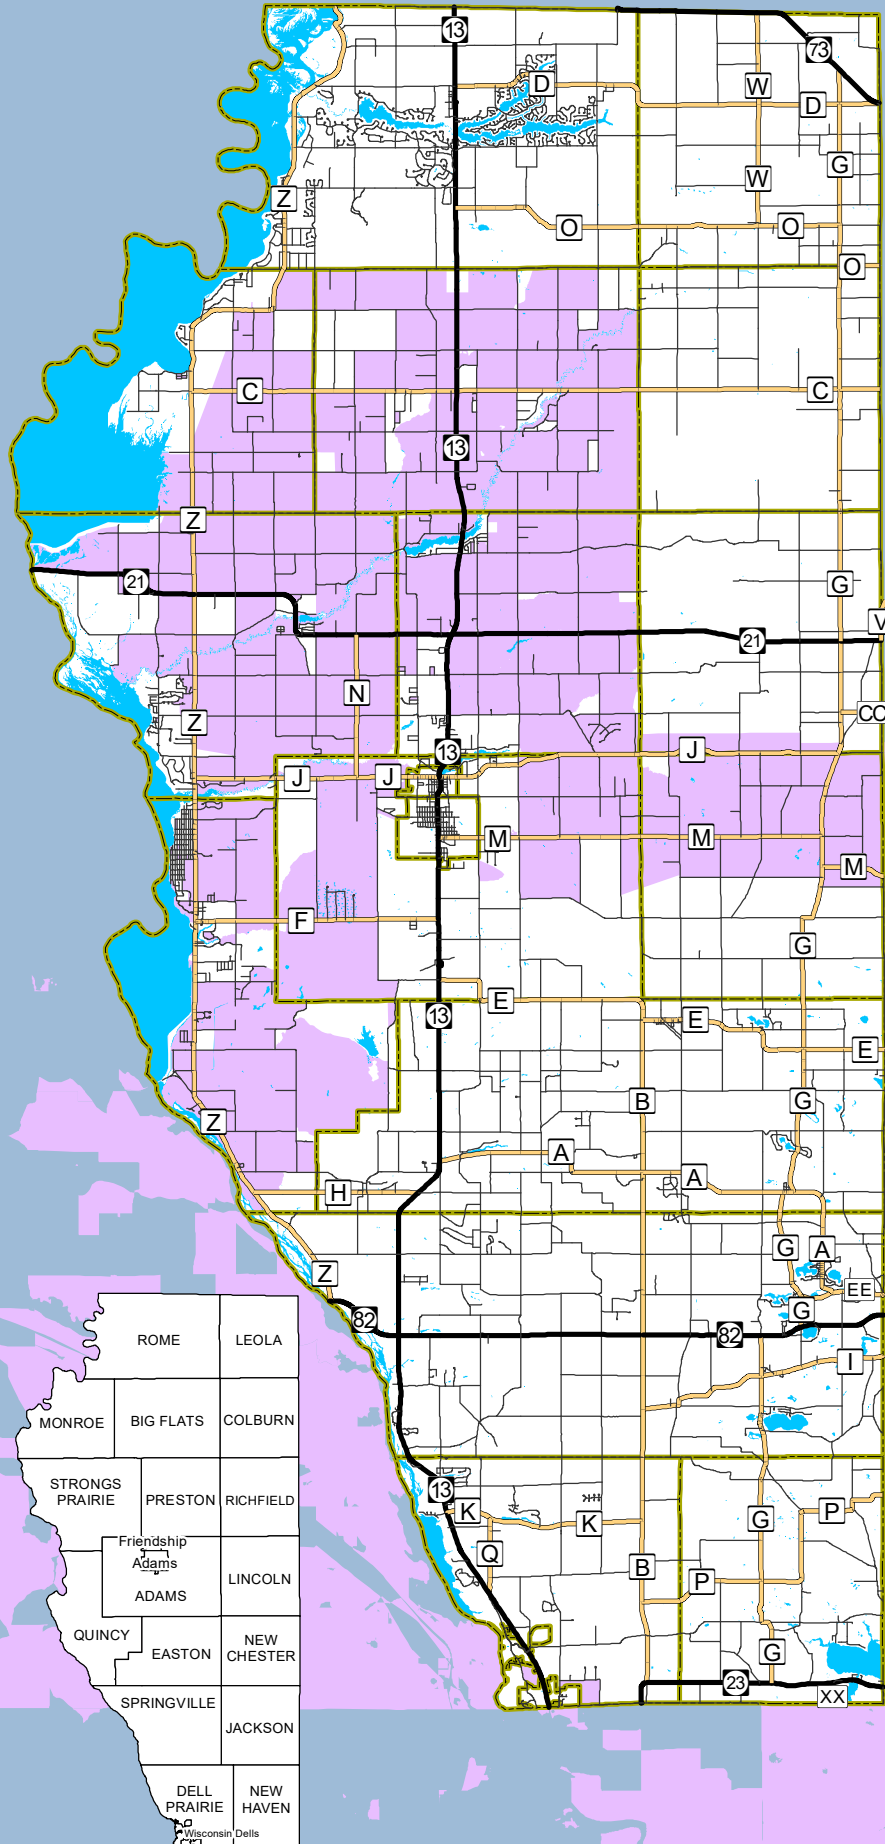 13
73
D
W
D
G
W
Z
O
O
O
C
C
13
Z
21
G
V
21
N
CC
Z
13
J
J
J
M
M
M
F
G
E
13
E
E
B
G
Z
A
A
H
G
A
Z
EE
G
82
82
I
13
K
K
G
P
Q
B
P
G
23
XX
ROME
LEOLA
MONROE
BIG FLATS
COLBURN
STRONGS
PRAIRIE
PRESTON
RICHFIELD
Friendship
Adams
ADAMS
LINCOLN
QUINCY
EASTON
NEW
CHESTER
SPRINGVILLE
JACKSON
DELL
PRAIRIE
NEW
HAVEN
Wisconsin Dells